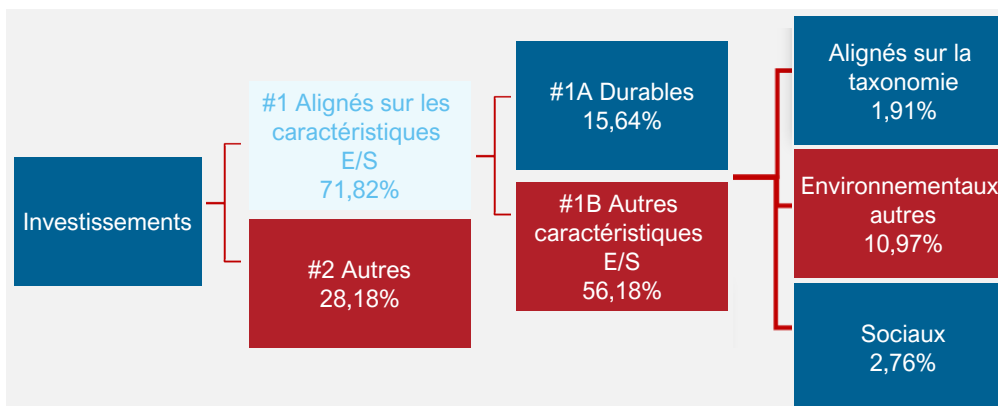 Investissements
#1 Alignés sur les
caractéristiques
E/S
71,82%
#2 Autres
28,18%
#1A Durables
15,64%
#1B Autres
caractéristiques
E/S
56,18%
Alignés sur la
taxonomie
1,91%
Environnementaux
autres
10,97%
Sociaux
2,76%